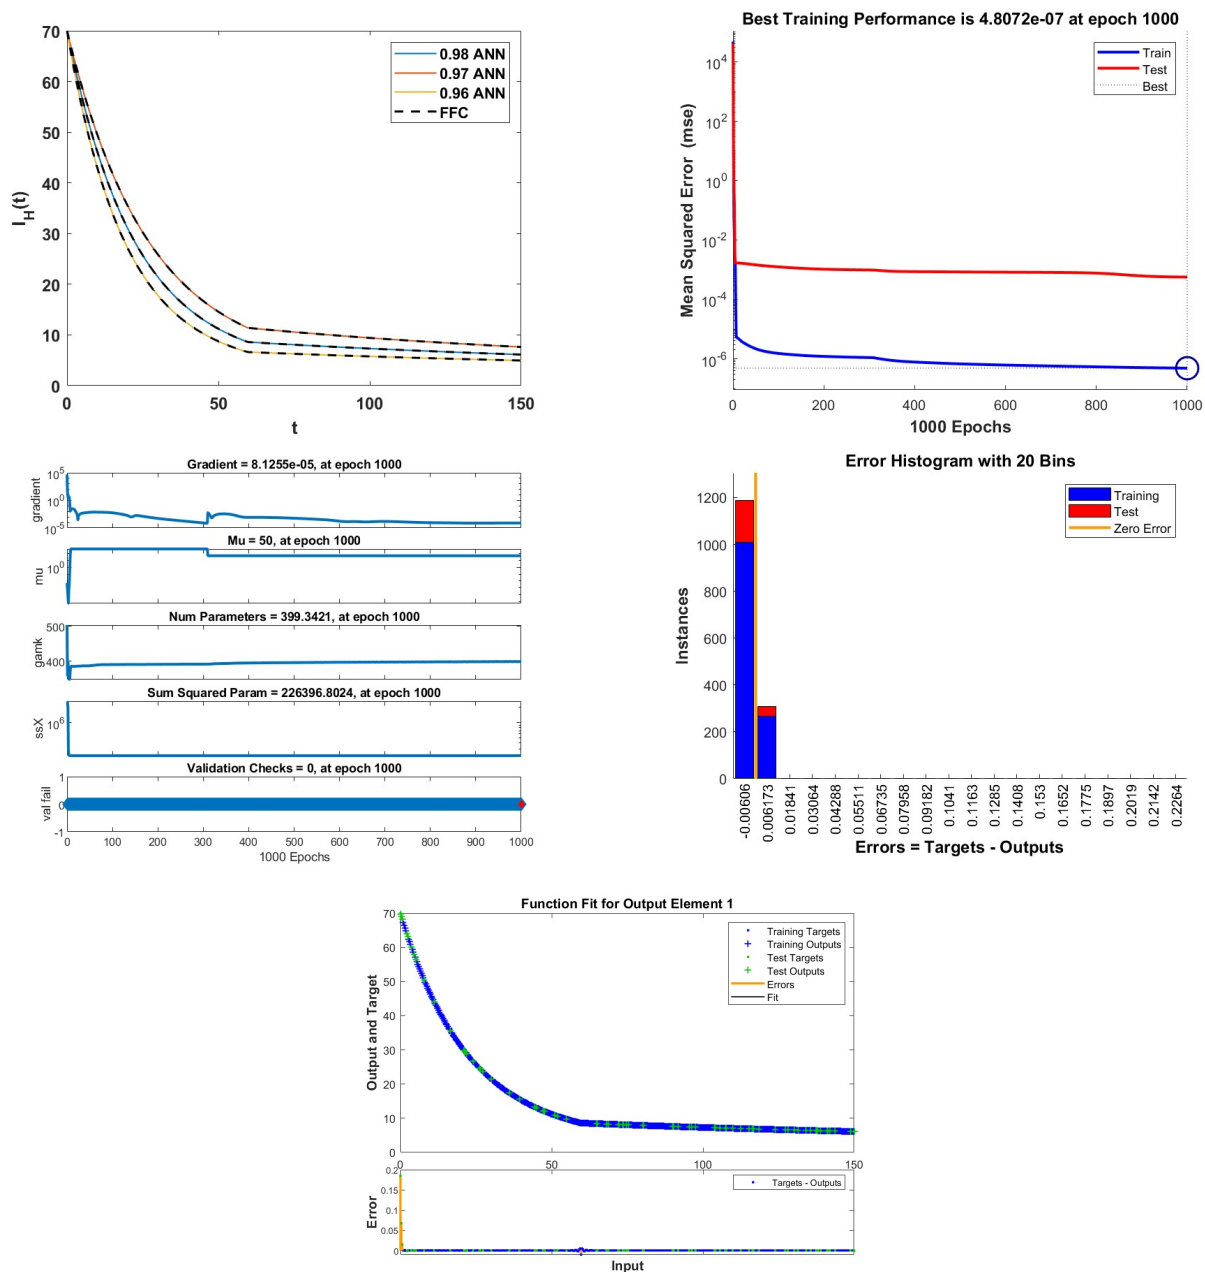 70
60
50
40
30
20
10
0
I_H(t)
0 50 100 150
t
0.98 ANN
0.97 ANN
0.96 ANN
FFC
Best Training Performance is 4.8072e-07 at epoch 1000
Mean Squared Error (mse)
10^4
10^2
10^0
10^-2
10^-4
10^-6
Train
Test
Best
0 200 400 600 800 1000
1000 Epochs
Gradient = 8.1255e-05, at epoch 1000
gradient
10^5
10^0
10^-5
Mu = 50, at epoch 1000
mu
10^0
Num Parameters = 399.3421, at epoch 1000
gamk
500
400
Sum Squared Param = 226396.8024, at epoch 1000
ssX
10^6
Validation Checks = 0, at epoch 1000
val fail
1
0
-1
0 100 200 300 400 500 600 700 800 900 1000
1000 Epochs
Error Histogram with 20 Bins
Instances
1200
1000
800
600
400
200
0
Training
Test
Zero Error
-0.00606
0.006173
0.01841
0.03064
0.04288
0.05511
0.06735
0.07958
0.09182
0.1041
0.1163
0.1285
0.1408
0.153
0.1652
0.1775
0.1897
0.2019
0.2142
0.2264
Errors = Targets - Outputs
Function Fit for Output Element 1
Output and Target
70
60
50
40
30
20
10
0
Training Targets
Training Outputs
Test Targets
Test Outputs
Errors
Fit
0 50 100 150
Error
0.2
0.15
0.1
0.05
0
Targets - Outputs
Input